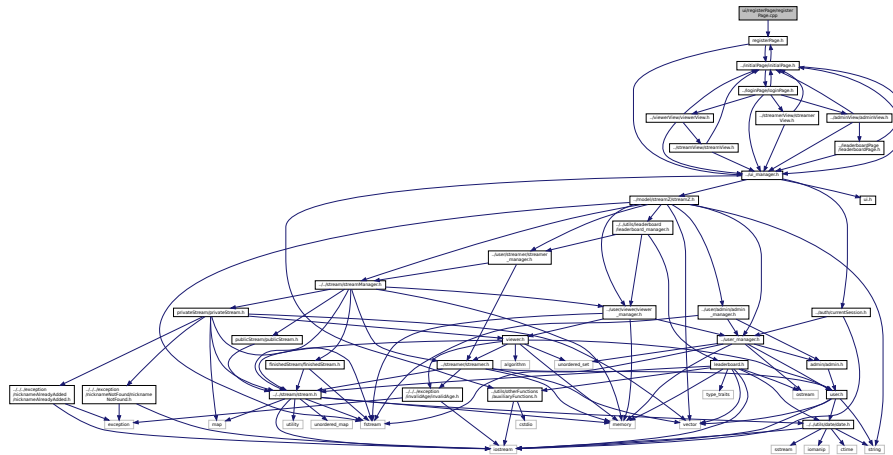 ui/registerPage/register
Page.cpp
registerPage.h
../initialPage/initialPage.h
../loginPage/loginPage.h
../viewerView/viewerView.h
../streamerView/streamer
View.h
../adminView/adminView.h
../streamView/streamView.h
../leaderboardPage
/leaderboardPage.h
../ui_manager.h
../model/streamZ/streamZ.h
ui.h
../../utils/leaderboard
/leaderboard_manager.h
../user/streamer/streamer
_manager.h
../../stream/streamManager.h
privateStream/privateStream.h
../user/viewer/viewer
_manager.h
../user/admin/admin
_manager.h
../auth/currentSession.h
publicStream/publicStream.h
viewer.h
../user_manager.h
finishedStream/finishedStream.h
../streamer/streamer.h
algorithm
unordered_set
leaderboard.h
admin/admin.h
../../../exception
/nicknameAlreadyAdded
/nicknameAlreadyAdded.h
../../../exception
/nicknameNotFound/nickname
NotFound.h
../../stream/stream.h
../../../exception
/invalidAge/invalidAge.h
../utils/otherFunctions
/auxiliaryFunctions.h
type_traits
ostream
user.h
exception
map
utility
unordered_map
fstream
cstdio
memory
vector
../../utils/date/date.h
iostream
sstream
iomanip
ctime
string